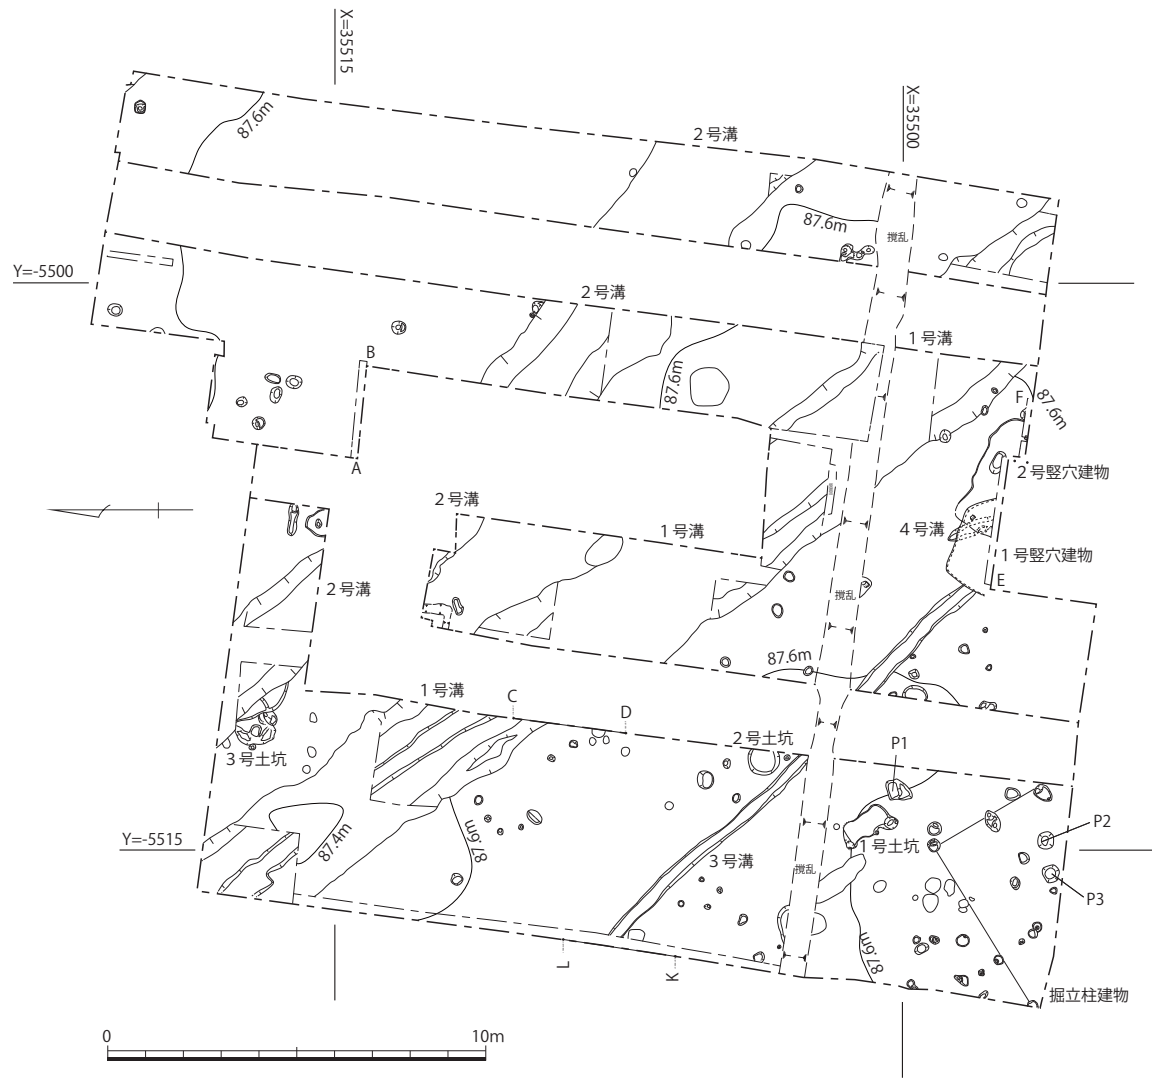 X=35515
X=35500
2号溝
87.6m
87.6m
攪乱
Y=-5500
2号溝
1号溝
B
87.6m
F
87.6m
A
2号竪穴建物
2号溝
1号溝
4号溝
1号竪穴建物
E
2号溝
攪乱
87.6m
1号溝
C
D
2号土坑
P1
3号土坑
P2
Y=-5515
87.4m
87.6m
3号溝
1号土坑
攪乱
P3
87.6m
L
K
掘立柱建物
0
10m